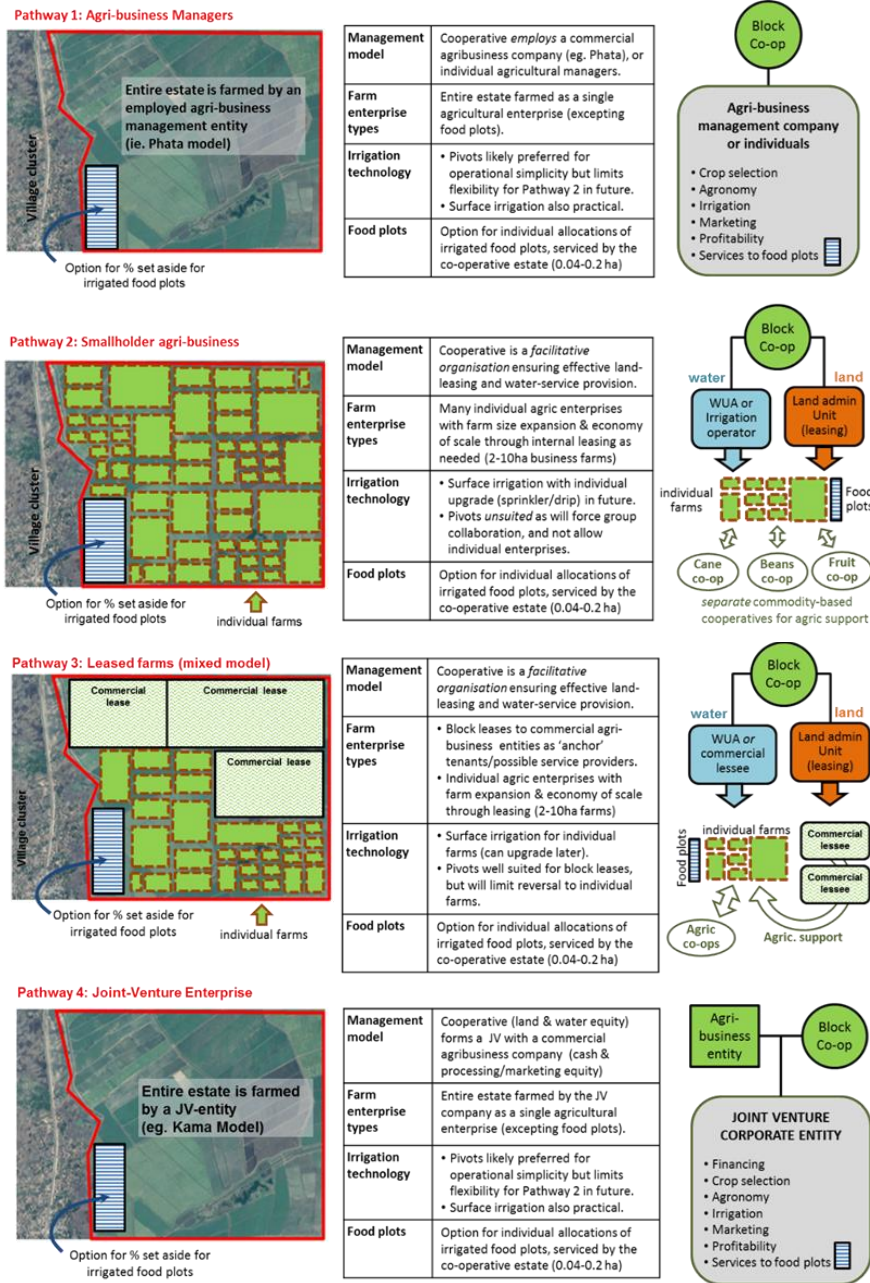 Pathway 1: Agri-business Managers
Entire estate is farmed by an
employed agri-business
management entity
(ie. Phata model)
Village cluster
Option for % set aside for
irrigated food plots
Management
model
Cooperative employs a commercial
agribusiness company (eg. Phata), or
individual agricultural managers.
Farm
enterprise
types
Entire estate farmed as a single
agricultural enterprise (excepting
food plots).
Irrigation
technology
• Pivots likely preferred for
operational simplicity but limits
flexibility for Pathway 2 in future.
• Surface irrigation also practical.
Food plots
Option for individual allocations of
irrigated food plots, serviced by the
co-operative estate (0.04-0.2 ha)
Block
Co-op
Agri-business
management company
or individuals
• Crop selection
• Agronomy
• Irrigation
• Marketing
• Profitability
• Services to food plots
Pathway 2: Smallholder agri-business
Village cluster
Option for % set aside for
irrigated food plots
individual farms
Management
model
Cooperative is a facilitative
organisation ensuring effective land-
leasing and water-service provision.
Farm
enterprise
types
Many individual agric enterprises
with farm size expansion & economy
of scale through internal leasing as
needed (2-10ha business farms)
Irrigation
technology
• Surface irrigation with individual
upgrade (sprinkler/drip) in future.
• Pivots unsuited as will force group
collaboration, and not allow
individual enterprises.
Food plots
Option for individual allocations of
irrigated food plots, serviced by the
co-operative estate (0.04-0.2 ha)
Block
Co-op
water
land
WUA or
Irrigation
operator
Land admin
Unit
(leasing)
individual
farms
Food
plots
Cane
co-op
Beans
co-op
Fruit
co-op
separate commodity-based
cooperatives for agric support
Pathway 3: Leased farms (mixed model)
Commercial
lease
Commercial lease
Commercial lease
Village cluster
Option for % set aside for
irrigated food plots
individual farms
Management
model
Cooperative is a facilitative
organisation ensuring effective land-
leasing and water-service provision.
Farm
enterprise
types
• Block leases to commercial agri-
business entities as ‘anchor’
tenants/possible service providers.
• Individual agric enterprises with
farm expansion & economy of scale
through leasing (2-10ha farms)
Irrigation
technology
• Surface irrigation for individual
farms (can upgrade later).
• Pivots well suited for block leases,
but will limit reversal to individual
farms.
Food plots
Option for individual allocations of
irrigated food plots, serviced by the
co-operative estate (0.04-0.2 ha)
Block
Co-op
water
land
WUA or
commercial
lessee
Land admin
Unit
(leasing)
Food plots
individual farms
Commercial
lessee
Commercial
lessee
Agric
co-ops
Agric. support
Pathway 4: Joint-Venture Enterprise
Entire estate is farmed
by a JV-entity
(eg. Kama Model)
Village cluster
Option for % set aside for
irrigated food plots
Management
model
Cooperative (land & water equity)
forms a JV with a commercial
agribusiness company (cash &
processing/marketing equity)
Farm
enterprise
types
Entire estate farmed by the JV
company as a single agricultural
enterprise (excepting food plots).
Irrigation
technology
• Pivots likely preferred for
operational simplicity but limits
flexibility for Pathway 2 in future.
• Surface irrigation also practical.
Food plots
Option for individual allocations of
irrigated food plots, serviced by the
co-operative estate (0.04-0.2 ha)
Agri-
business
entity
Block
Co-op
JOINT VENTURE
CORPORATE ENTITY
• Financing
• Crop selection
• Agronomy
• Irrigation
• Marketing
• Profitability
• Services to food plots